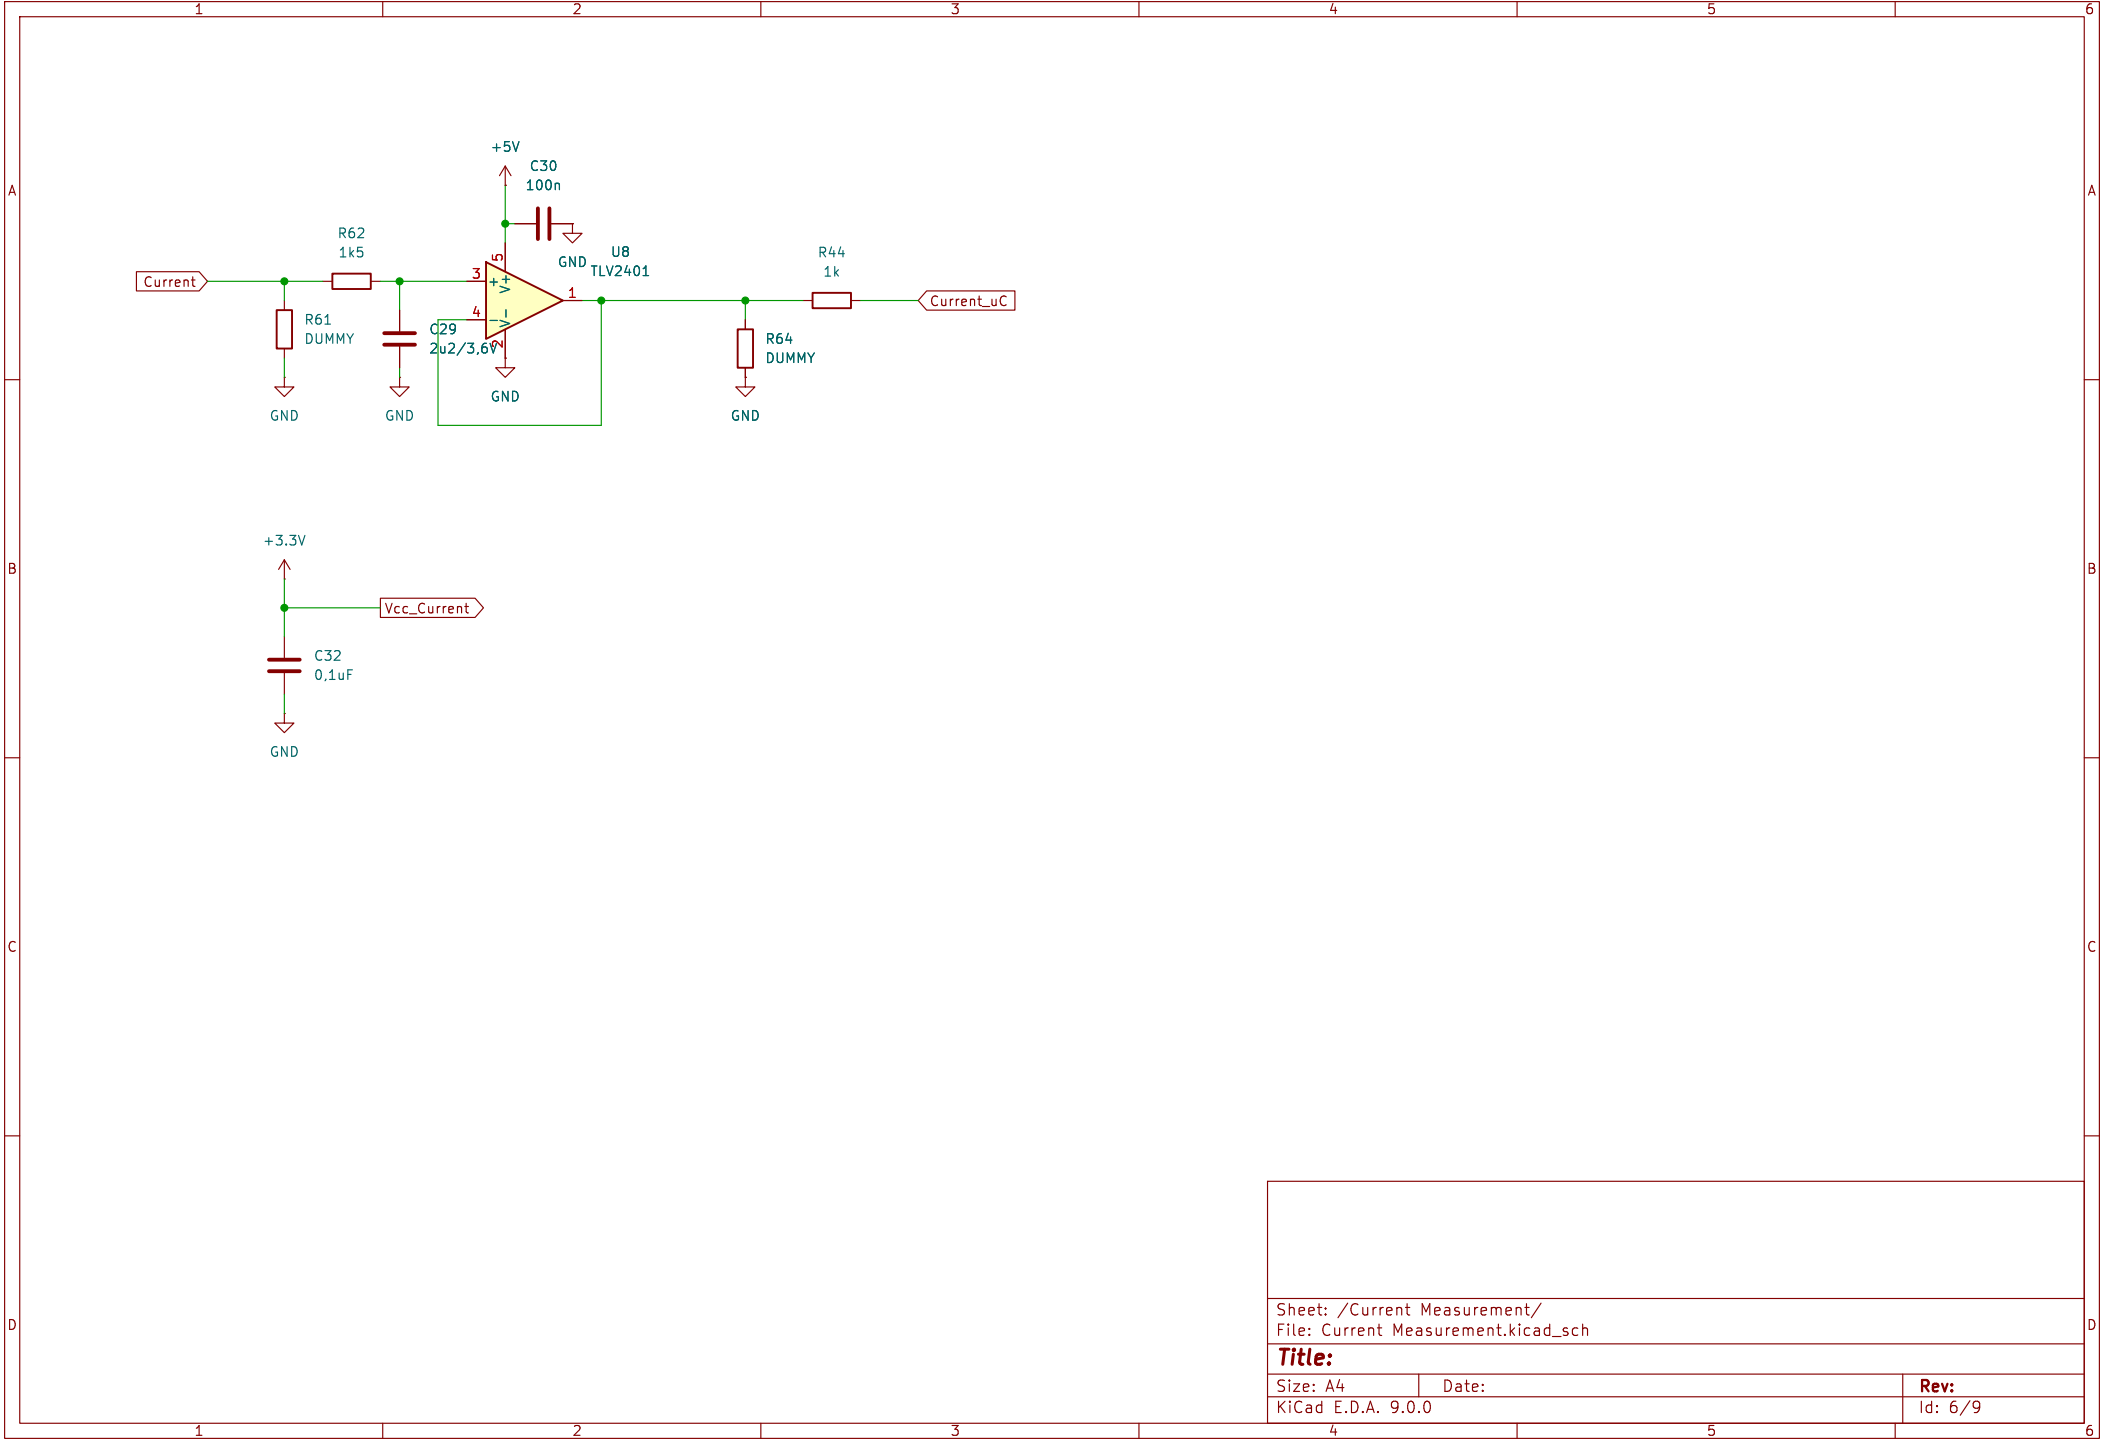 1 2 3 4 5 6
A A
+5V
C30
100n
R62
1k5
5
GND
U8
TLV2401
R44
1k
Current
3
+
V+
1
Current_uC
4
V-
2
R61
DUMMY
C29
2u2/3,6V
R64
DUMMY
GND
GND
GND
GND
+3.3V
B B
Vcc_Current
C32
0,1uF
GND
C C
Sheet: /Current Measurement/
File: Current Measurement.kicad_sch
D D
Title:
Size: A4 Date: Rev:
KiCad E.D.A. 9.0.0 Id: 6/9
1 2 3 4 5 6